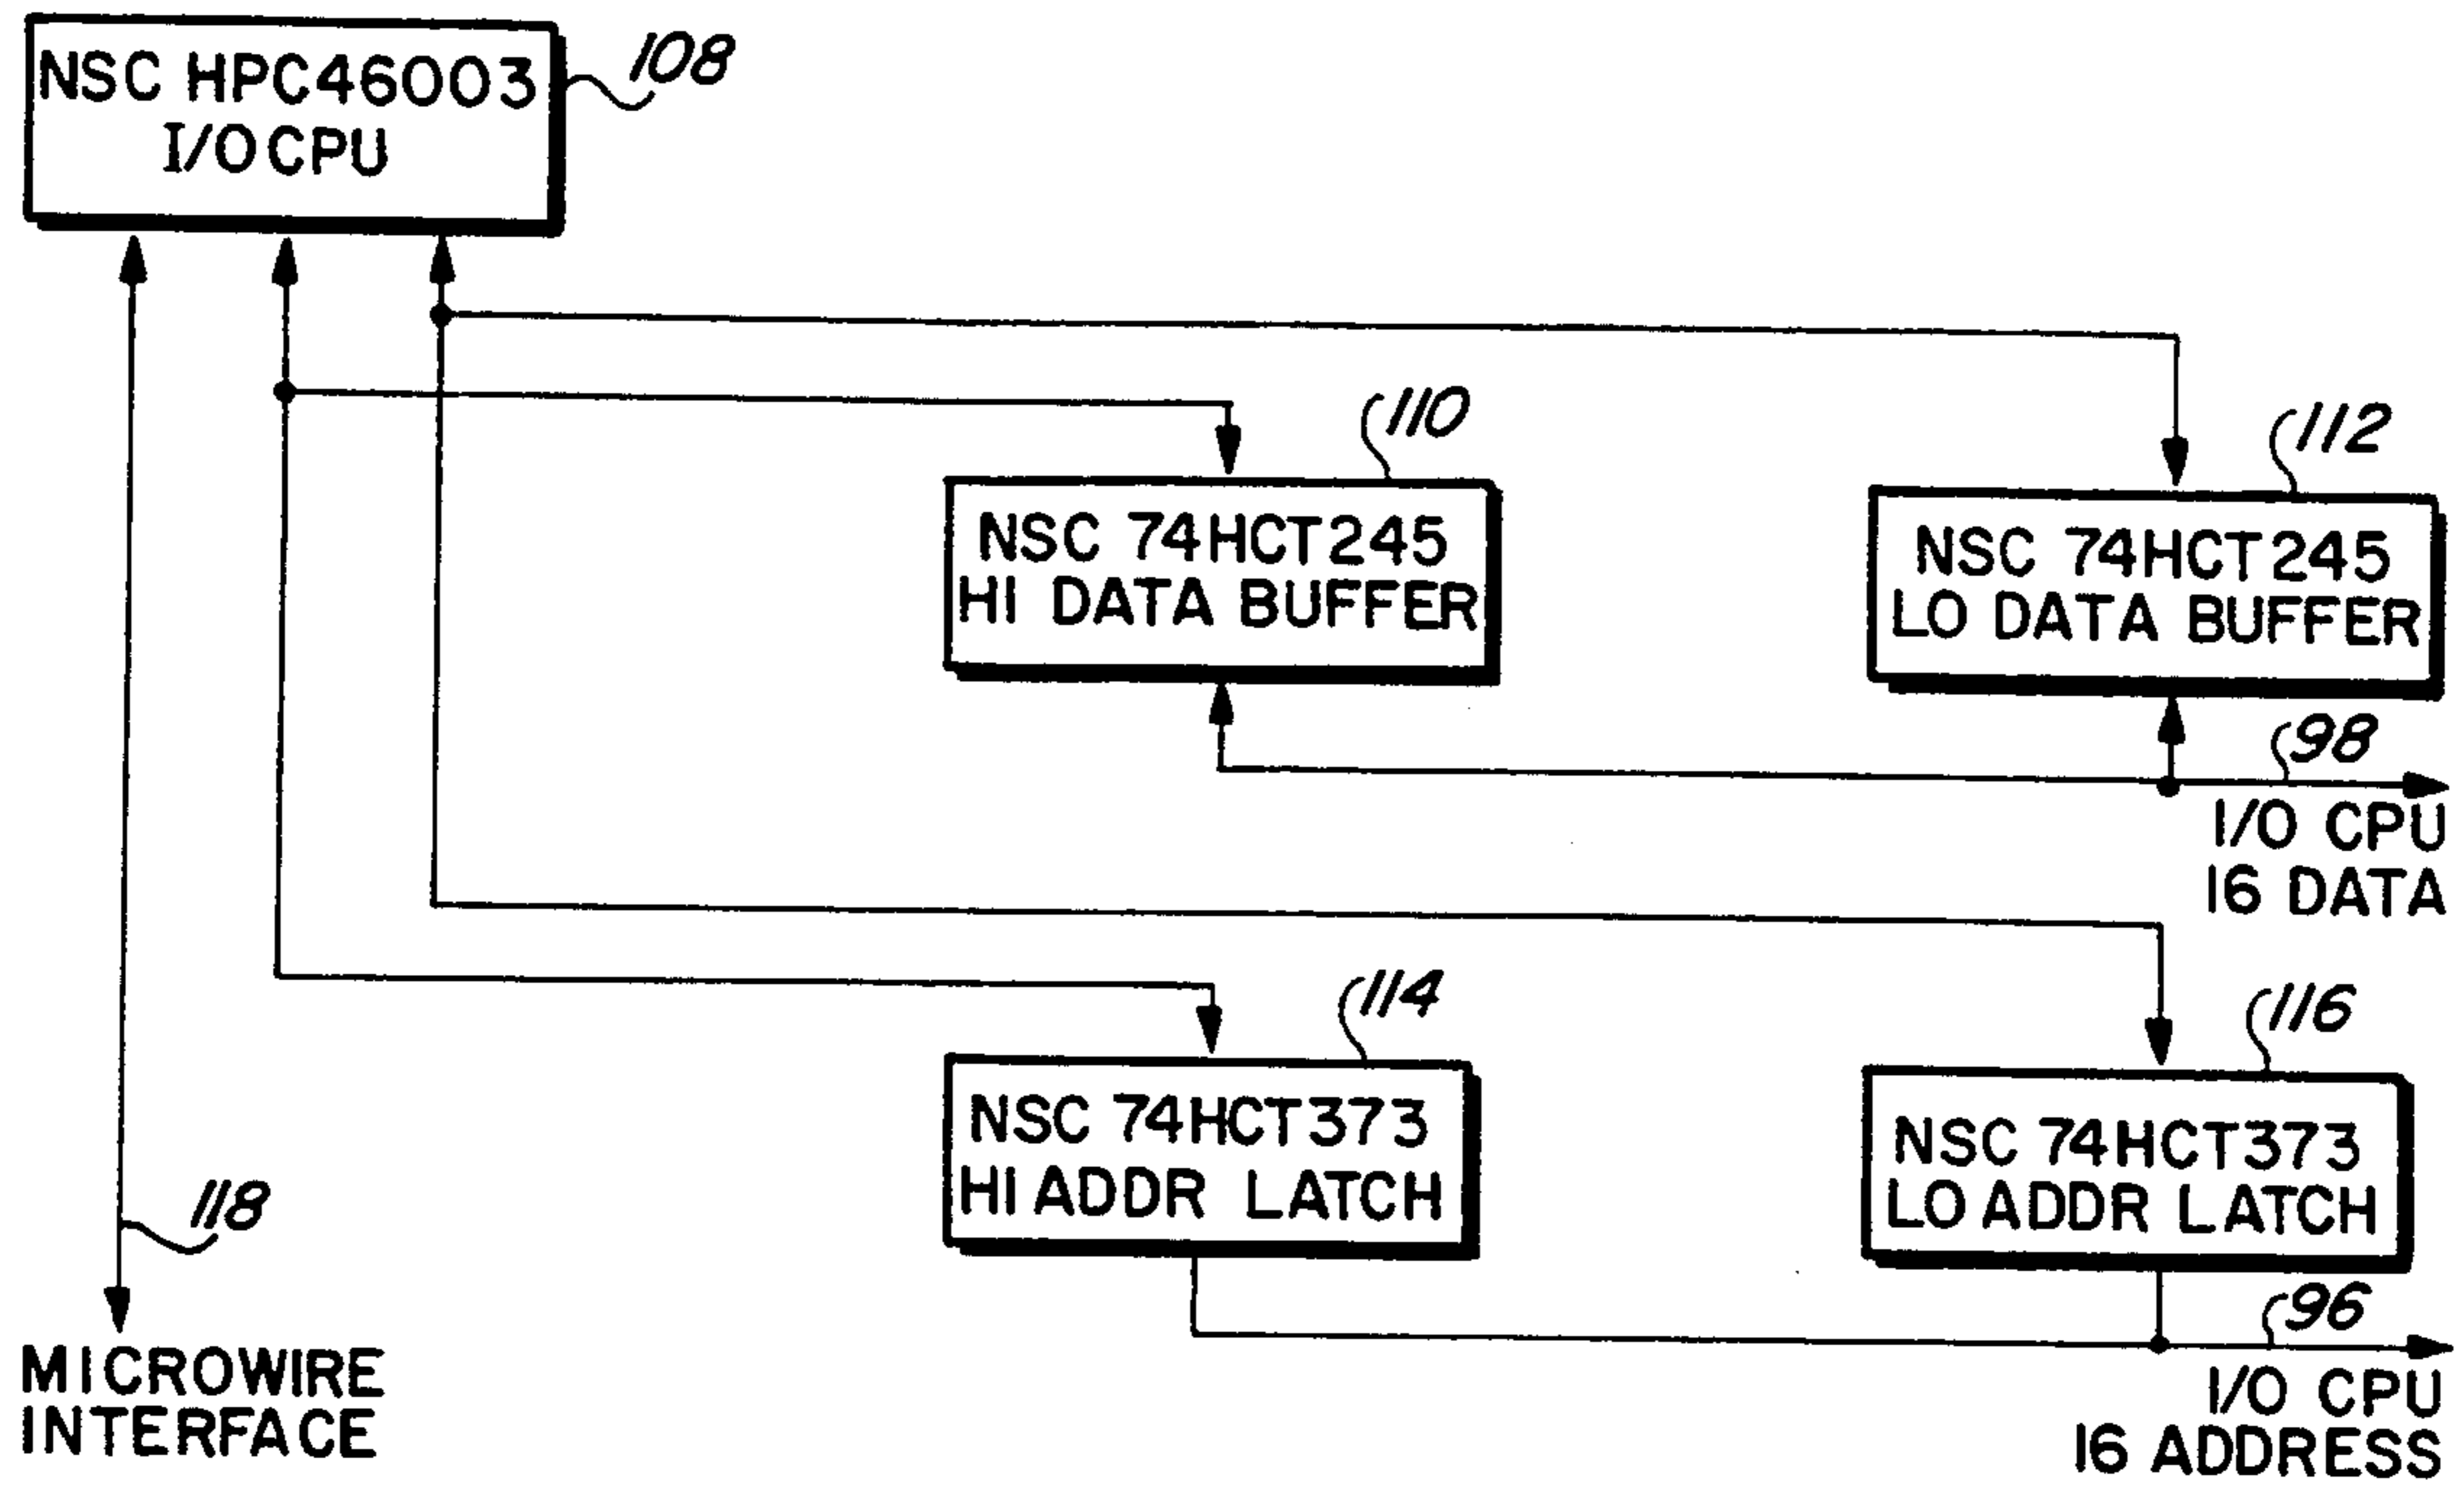 NSC HPC46003
I/O CPU
108
110
112
NSC 74HCT245
HI DATA BUFFER
NSC 74HCT245
LO DATA BUFFER
98
I/O CPU
16 DATA
114
116
NSC 74HCT373
HI ADDR LATCH
NSC 74HCT373
LO ADDR LATCH
118
96
MICROWIRE
INTERFACE
I/O CPU
16 ADDRESS